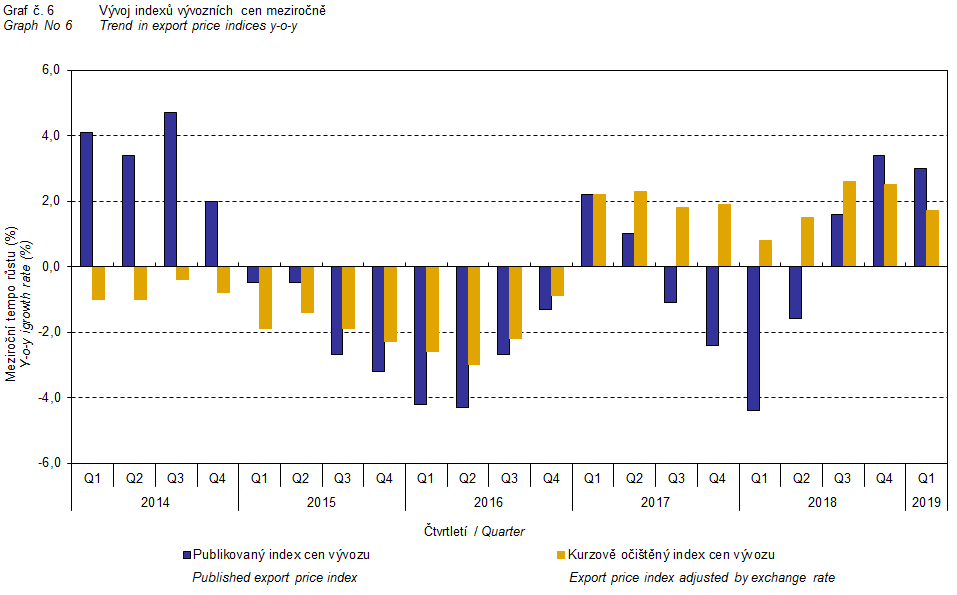 Graf č. 6 Vývoj indexů vývozních cen meziročně
Graph No 6 Trend in export price indices y-o-y
6,0
4,0
2,0
0,0
-2,0
-4,0
-6,0
Meziroční tempo růstu (%)
Y-o-y igrowth rate (%)
Q1 Q2 Q3 Q4 Q1 Q2 Q3 Q4 Q1 Q2 Q3 Q4 Q1 Q2 Q3 Q4 Q1 Q2 Q3 Q4 Q1
2014 2015 2016 2017 2018 2019
Čtvrtletí / Quarter
Publikovaný index cen vývozu Kurzově očištěný index cen vývozu
Published export price index Export price index adjusted by exchange rate